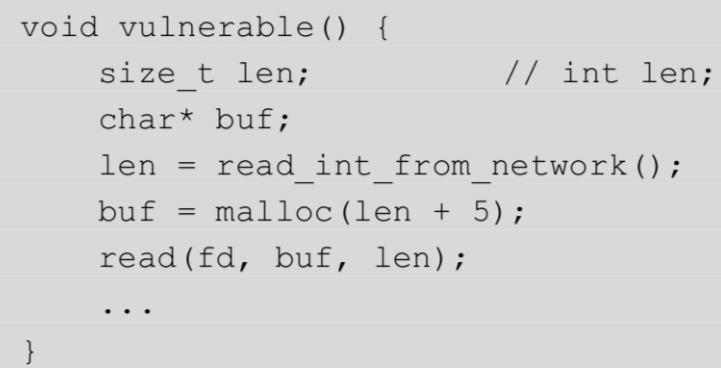 void vulnerable() {
size_t len; // int len;
char* buf;
len = read_int_from_network();
buf = malloc(len + 5);
read(fd, buf, len);
...
}